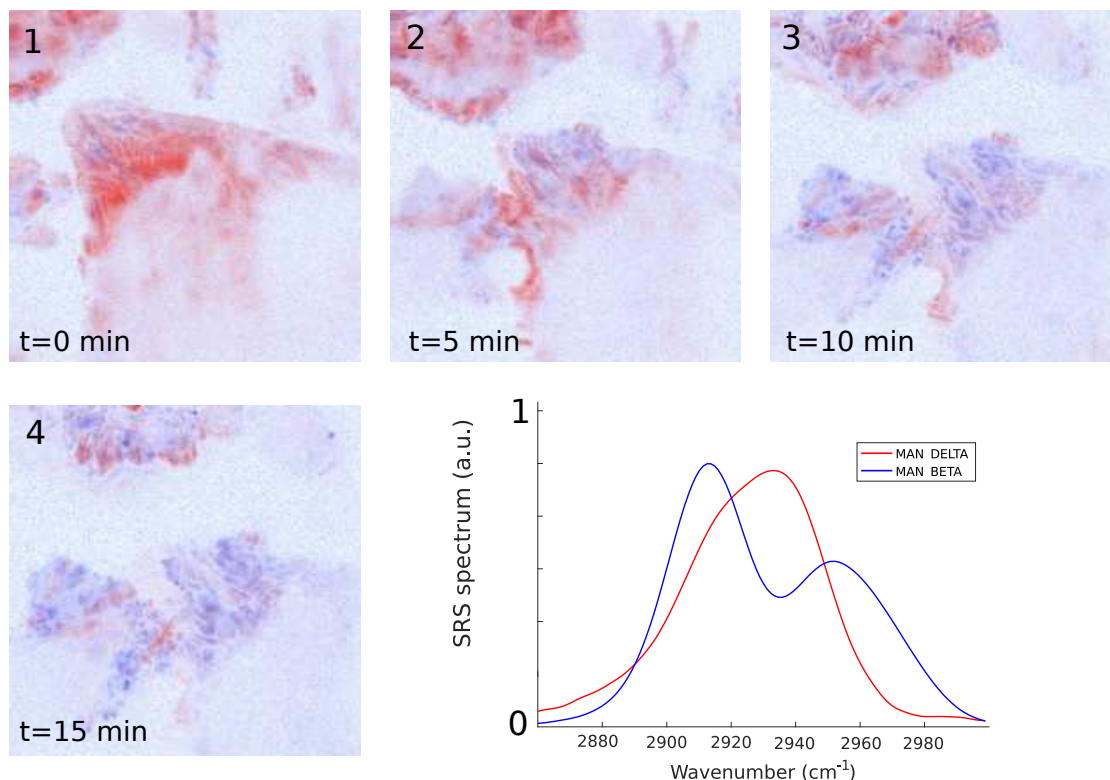 1
t=0 min
2
t=5 min
3
t=10 min
4
t=15 min
SRS spectrum (a.u.)
1
0
MAN DELTA
MAN BETA
2880 2900 2920 2940 2960 2980
Wavenumber (cm-1)